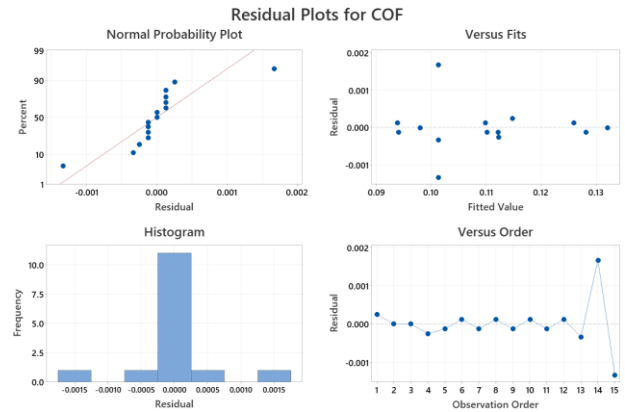 Residual Plots for COF
Normal Probability Plot
99
90
50
10
1
Percent
-0.001
0.000
0.001
0.002
Residual
Versus Fits
0.002
0.001
0.000
-0.001
Residual
0.09
0.10
0.11
0.12
0.13
Fitted Value
Histogram
10.0
7.5
5.0
2.5
0.0
Frequency
-0.0015
-0.0010
-0.0005
0.0000
0.0005
0.0010
0.0015
Residual
Versus Order
0.002
0.001
0.000
-0.001
Residual
1 2 3 4 5 6 7 8 9 10 11 12 13 14 15
Observation Order